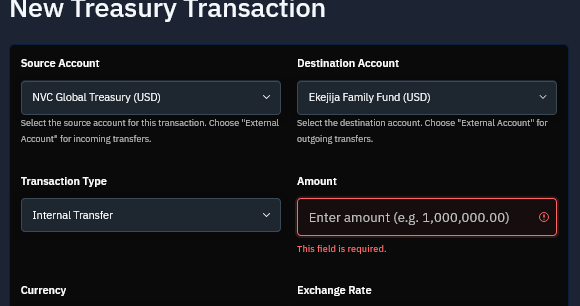 New Treasury Transaction
Source Account
Destination Account
NVC Global Treasury (USD)
Ekejija Family Fund (USD)
Select the source account for this transaction. Choose "External
Account" for incoming transfers.
Select the destination account. Choose "External Account" for
outgoing transfers.
Transaction Type
Amount
Internal Transfer
Enter amount (e.g. 1,000,000.00)
This field is required.
Currency
Exchange Rate